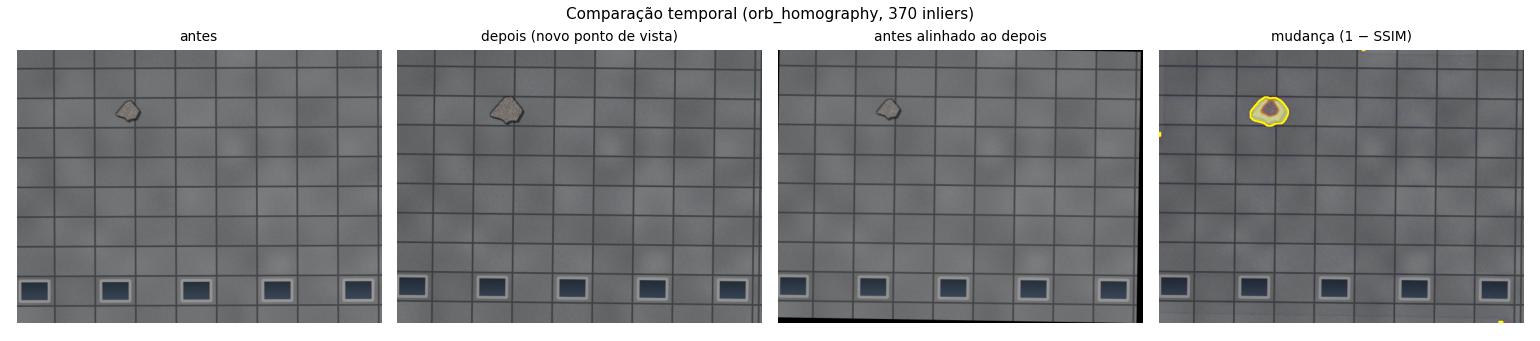 Comparação temporal (orb_homography, 370 inliers)
antes
depois (novo ponto de vista)
antes alinhado ao depois
mudança (1 − SSIM)